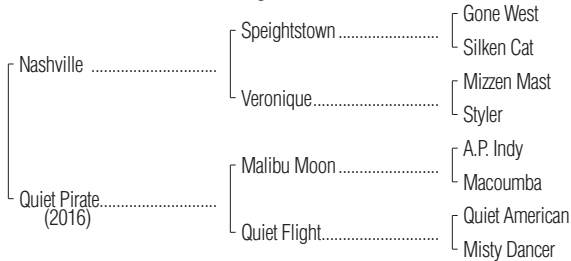 Gone West
Speightstown ......................
Silken Cat
Nashville ...........................
Mizzen Mast
Veronique...........................
Styler
A.P. Indy
Malibu Moon ......................
Macoumba
Quiet Pirate.........................
(2016)
Quiet American
Quiet Flight.........................
Misty Dancer